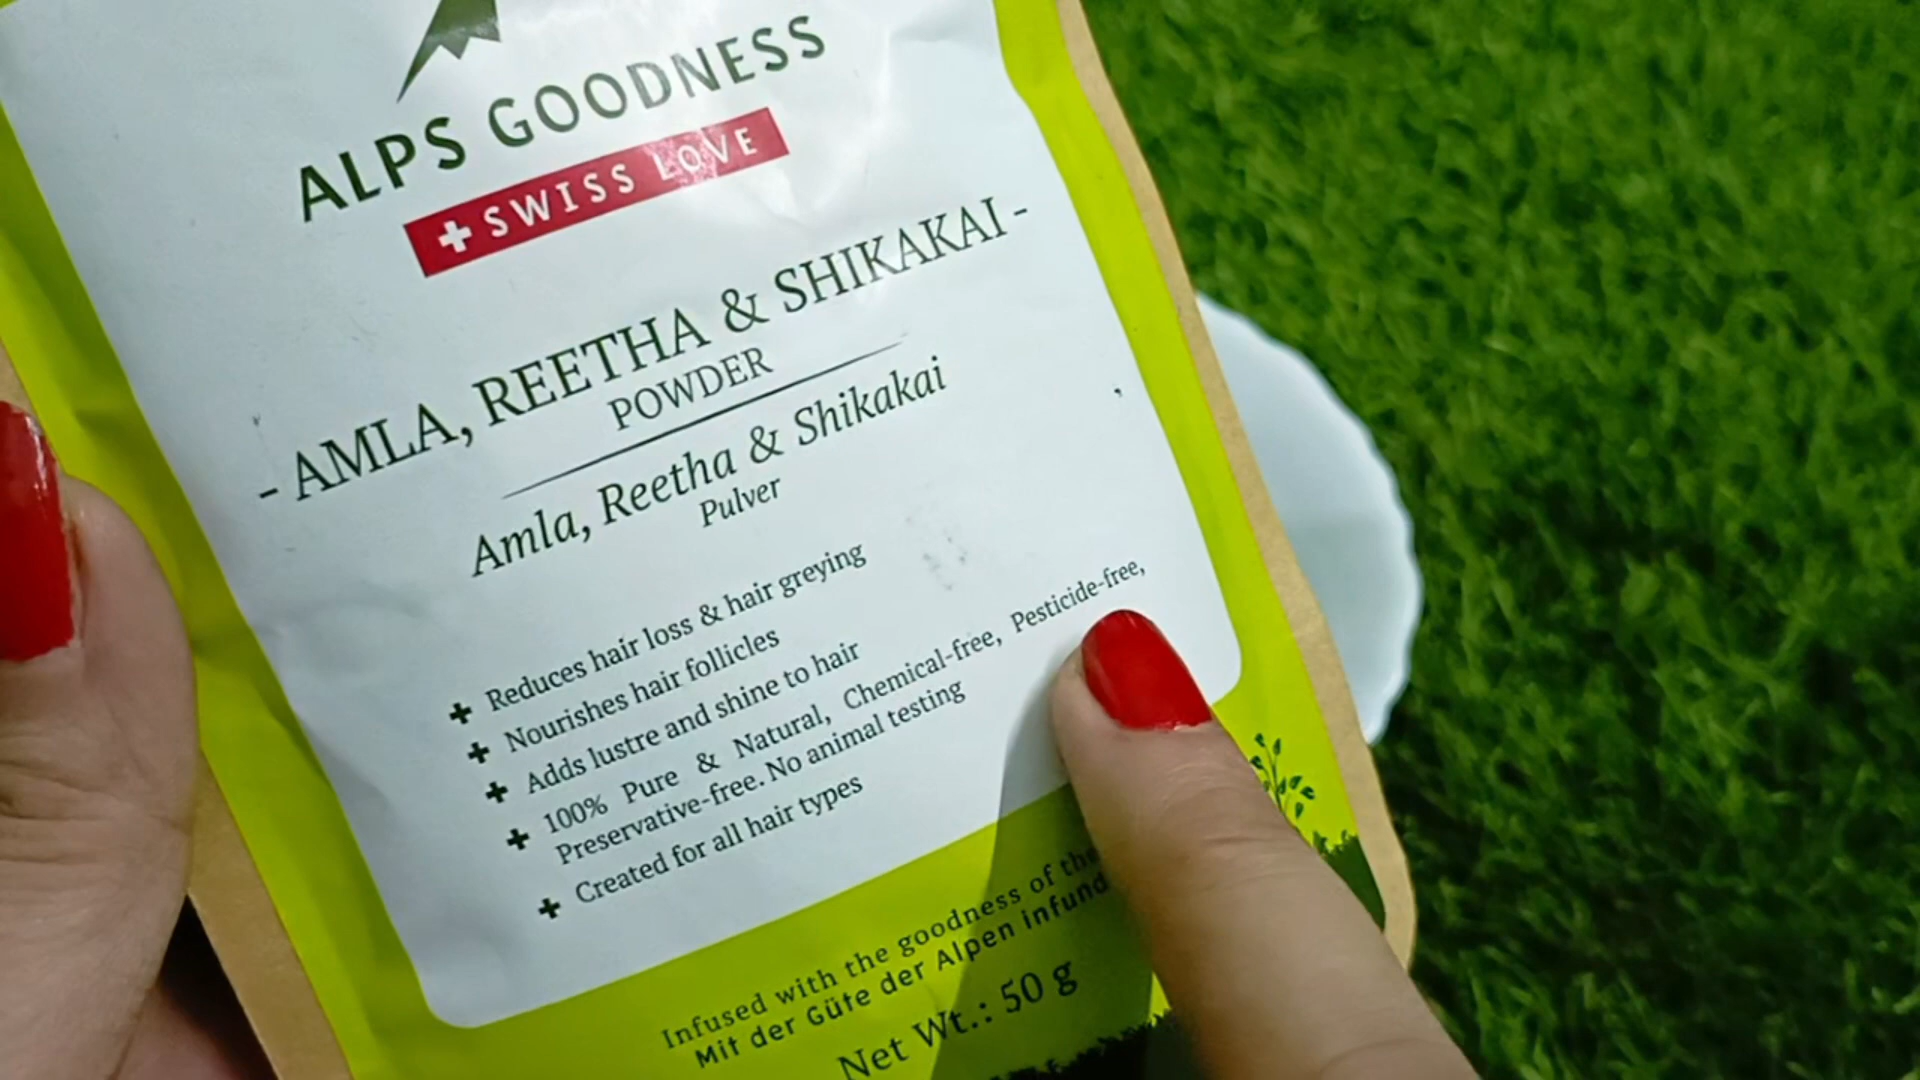 ALPS GOODNESS
SWISS LOVE
- AMLA, REETHA & SHIKAKAI -
POWDER
Amla, Reetha & Shikakai
Pulver
Reduces hair loss & hair greying
Nourishes hair follicles
Adds lustre and shine to hair
100% Pure & Natural, Chemical-free, Pesticide-free,
Preservative-free. No animal testing
Created for all hair types
Infused with the goodness of the
Mit der Güte der Alpen
Net Wt.: 50 g